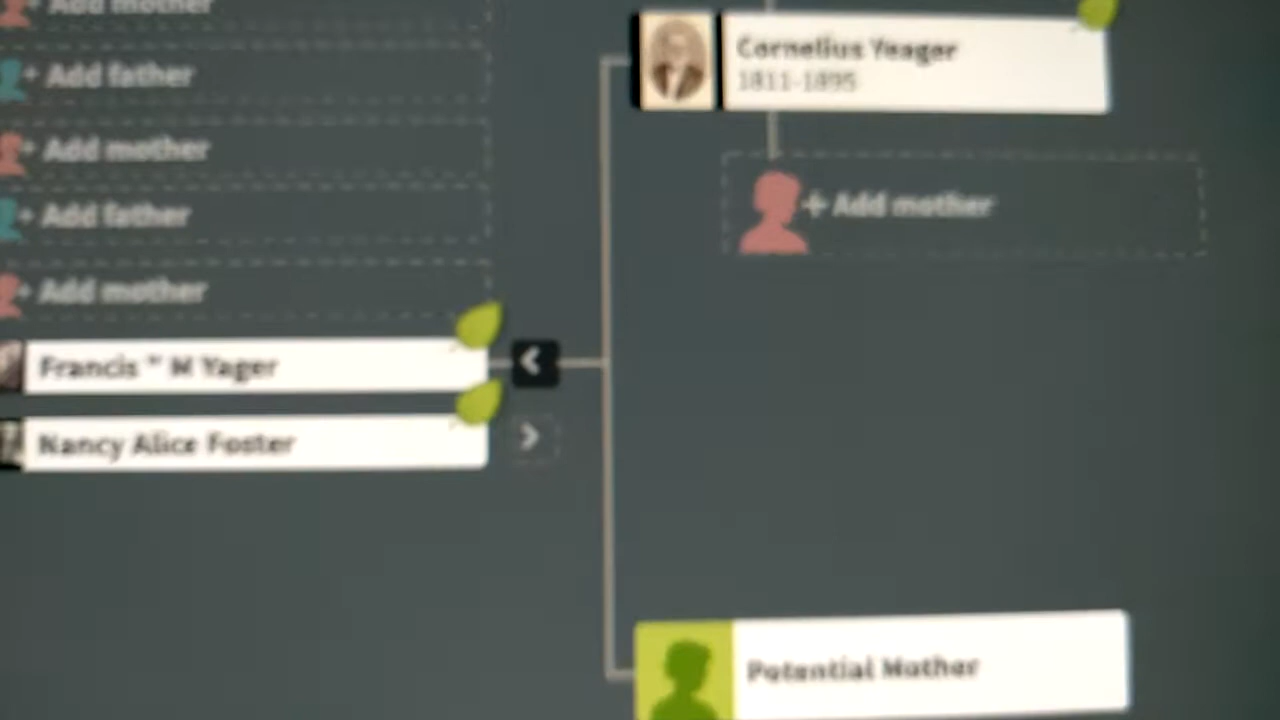 Add mother
Add father
Add mother
Add father
Add mother
Francis " M Yager
Nancy Alice Foster
Cornelius Yeager
1811-1895
Add mother
Potential Mother